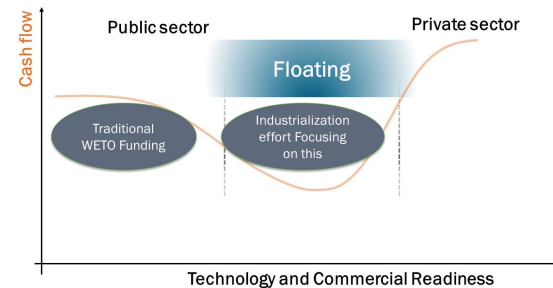 Public sector
Private sector
Cash flow
Floating
Traditional
WETO Funding
Industrialization
effort Focusing
on this
Technology and Commercial Readiness